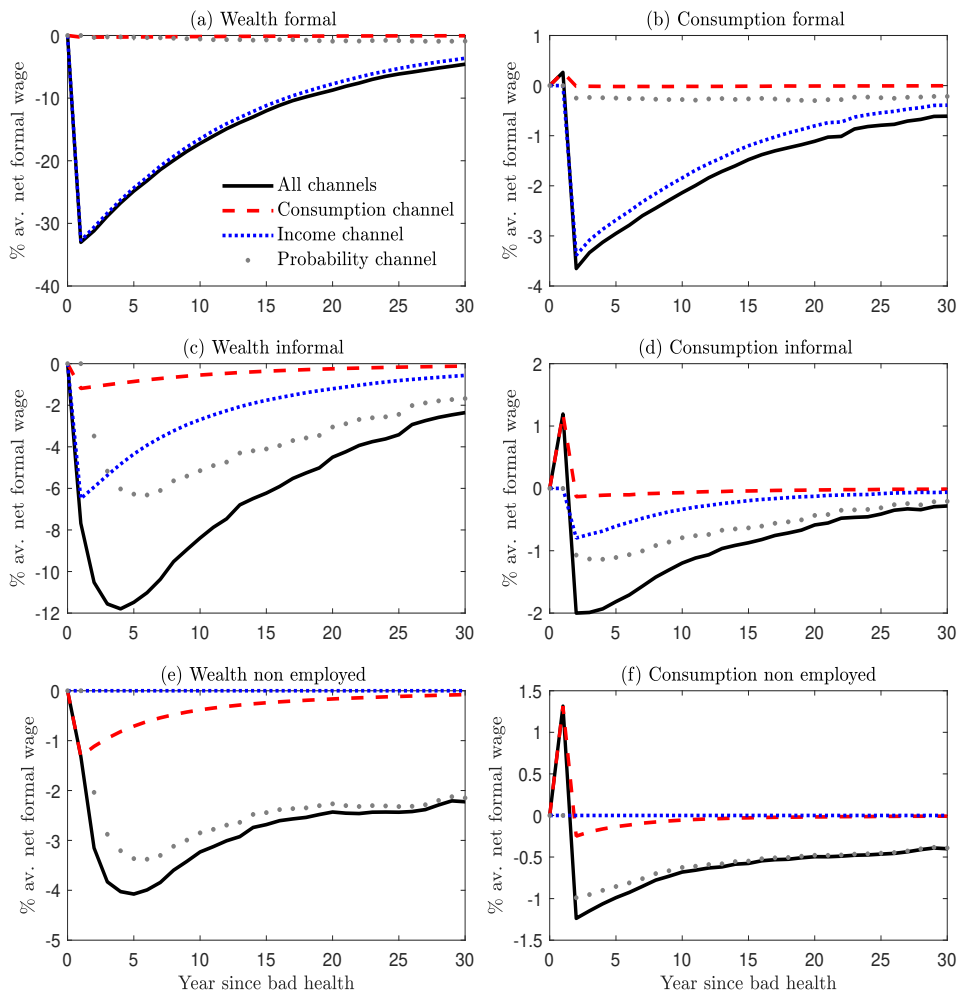 (a) Wealth formal
% av. net formal wage
0
-10
-20
-30
-40
0 5 10 15 20 25 30
All channels
Consumption channel
Income channel
Probability channel
(b) Consumption formal
% av. net formal wage
1
0
-1
-2
-3
-4
0 5 10 15 20 25 30
(c) Wealth informal
% av. net formal wage
0
-2
-4
-6
-8
-10
-12
0 5 10 15 20 25 30
(d) Consumption informal
% av. net formal wage
2
1
0
-1
-2
0 5 10 15 20 25 30
(e) Wealth non employed
% av. net formal wage
0
-1
-2
-3
-4
-5
0 5 10 15 20 25 30
Year since bad health
(f) Consumption non employed
% av. net formal wage
1.5
1
0.5
0
-0.5
-1
-1.5
0 5 10 15 20 25 30
Year since bad health